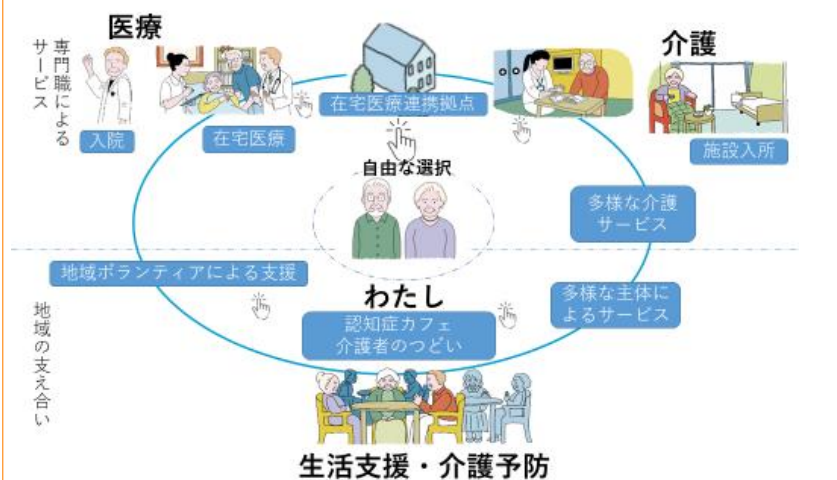 医療
介護
専門職による
サービス
在宅医療連携拠点
入院
在宅医療
施設入所
自由な選択
多様な介護
サービス
地域ボランティアによる支援
わたし
多様な主体に
よるサービス
認知症カフェ
介護者のつどい
地域の支え合い
生活支援・介護予防